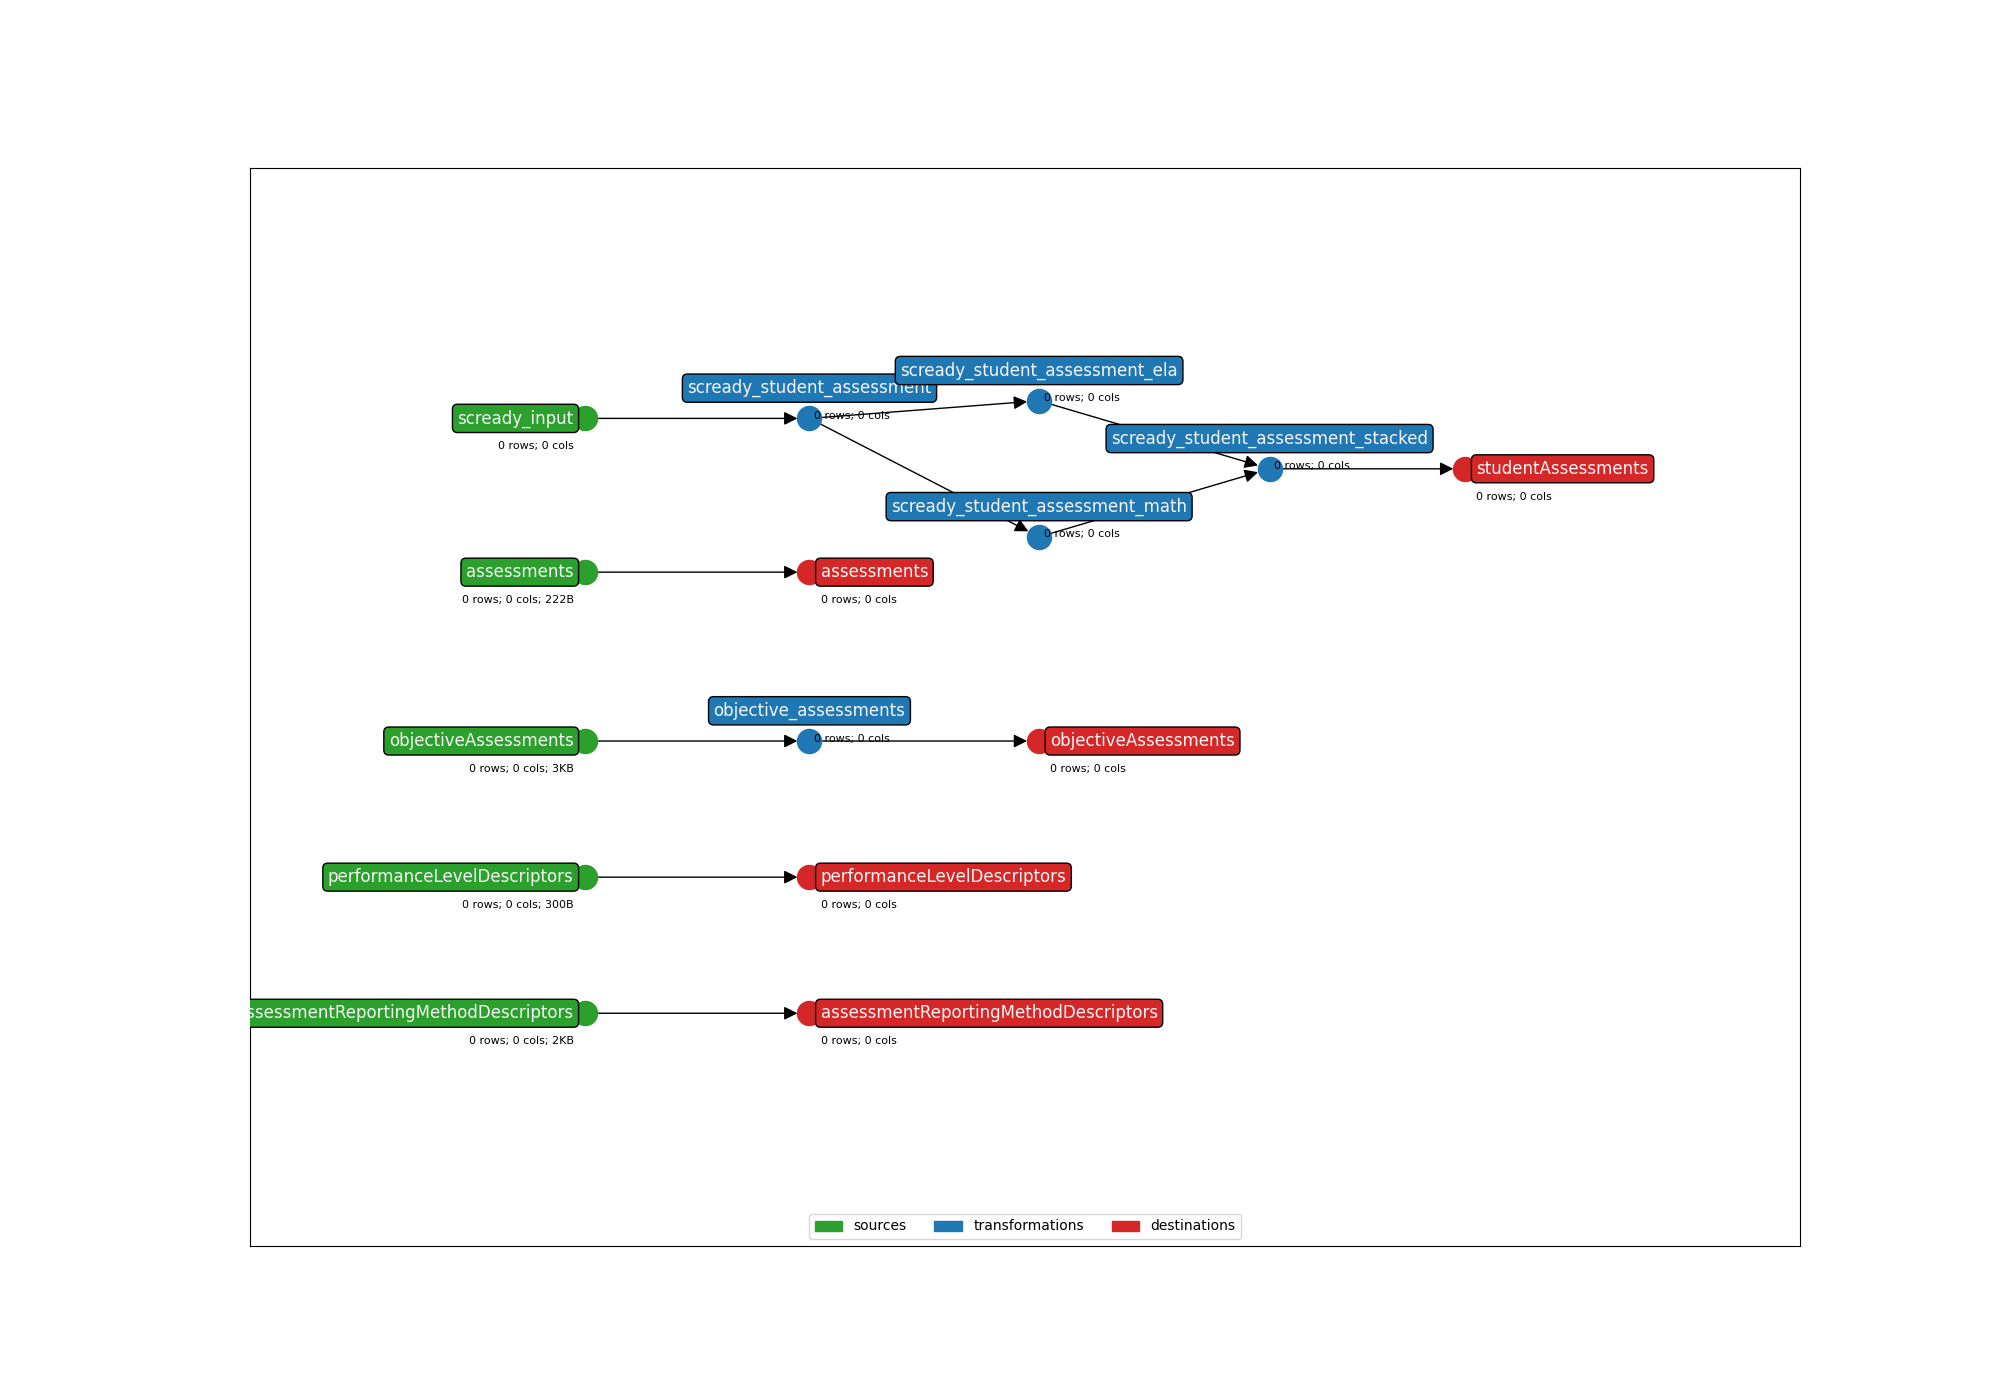 scready_student_assessment_ela
scready_student_assessment
0 rows; 0 cols
scready_input
0 rows; 0 cols
0 rows; 0 cols
scready_student_assessment_stacked
0 rows; 0 cols
studentAssessments
0 rows; 0 cols
scready_student_assessment_math
0 rows; 0 cols
assessments
0 rows; 0 cols; 222B
assessments
0 rows; 0 cols
objective_assessments
0 rows; 0 cols
objectiveAssessments
0 rows; 0 cols; 3KB
objectiveAssessments
0 rows; 0 cols
performanceLevelDescriptors
0 rows; 0 cols; 300B
performanceLevelDescriptors
0 rows; 0 cols
ssessmentReportingMethodDescriptors
0 rows; 0 cols; 2KB
assessmentReportingMethodDescriptors
0 rows; 0 cols
sources transformations destinations